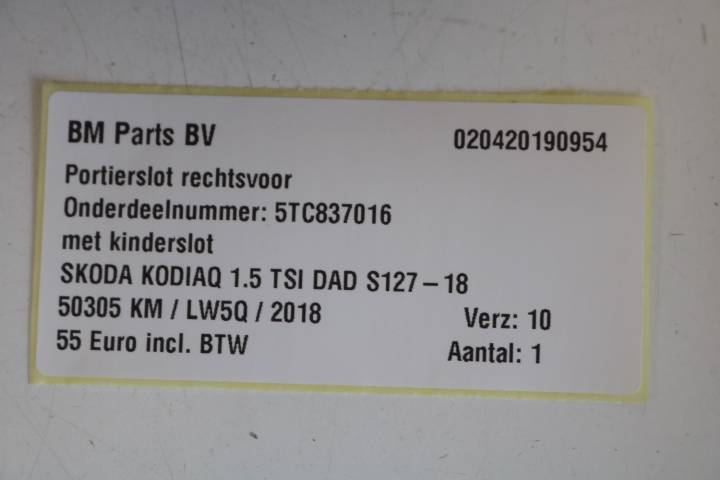 BM Parts BV 020420190954
Portierslot rechtsvoor
Onderdeelnummer: 5TC837016
met kinderslot
SKODA KODIAQ 1.5 TSI DAD S127-18
50305 KM / LW5Q / 2018 Verz: 10
55 Euro incl. BTW Aantal: 1